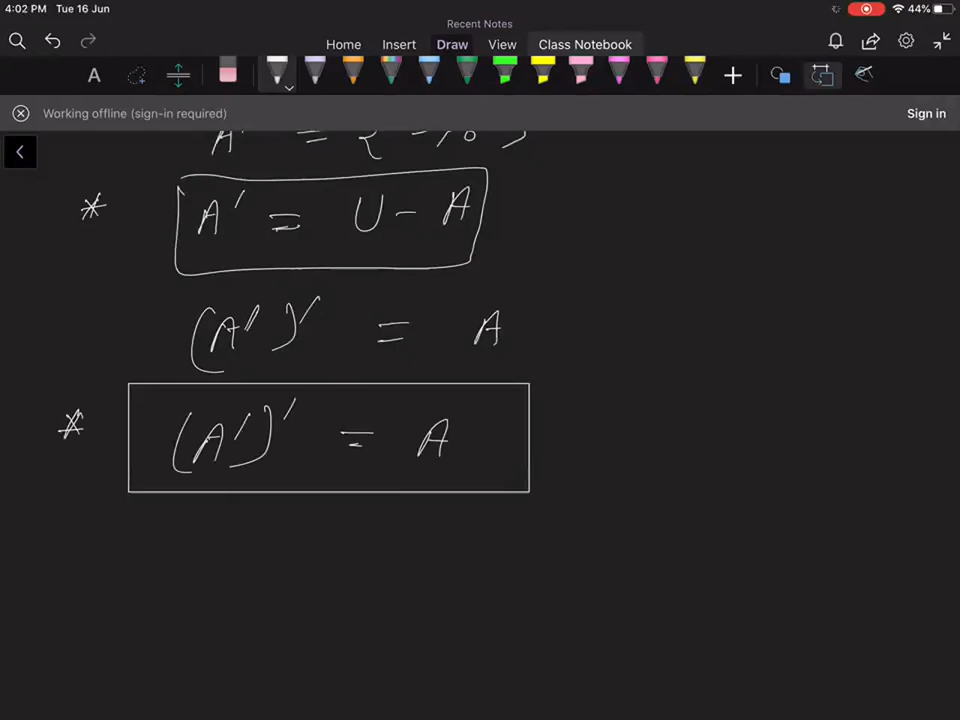 4:02 PM Tue 16 Jun 44%
Recent Notes
Home Insert Draw View Class Notebook
A
Working offline (sign-in required) Sign in
* A' = U - A
(A')' = A
* (A')' = A